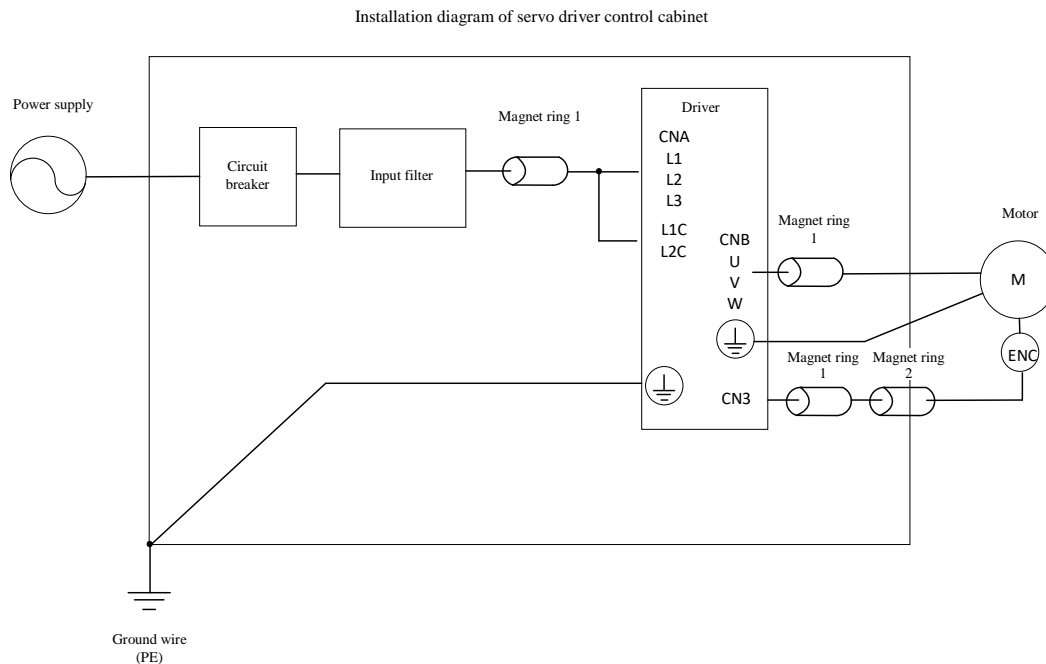 Installation diagram of servo driver control cabinet
Power supply
Circuit
breaker
Input filter
Magnet ring 1
Driver
CNA
L1
L2
L3
L1C
L2C
CNB
U
V
W
CN3
Magnet ring
1
Motor
M
ENC
Magnet ring
1
Magnet ring
2
Ground wire
(PE)